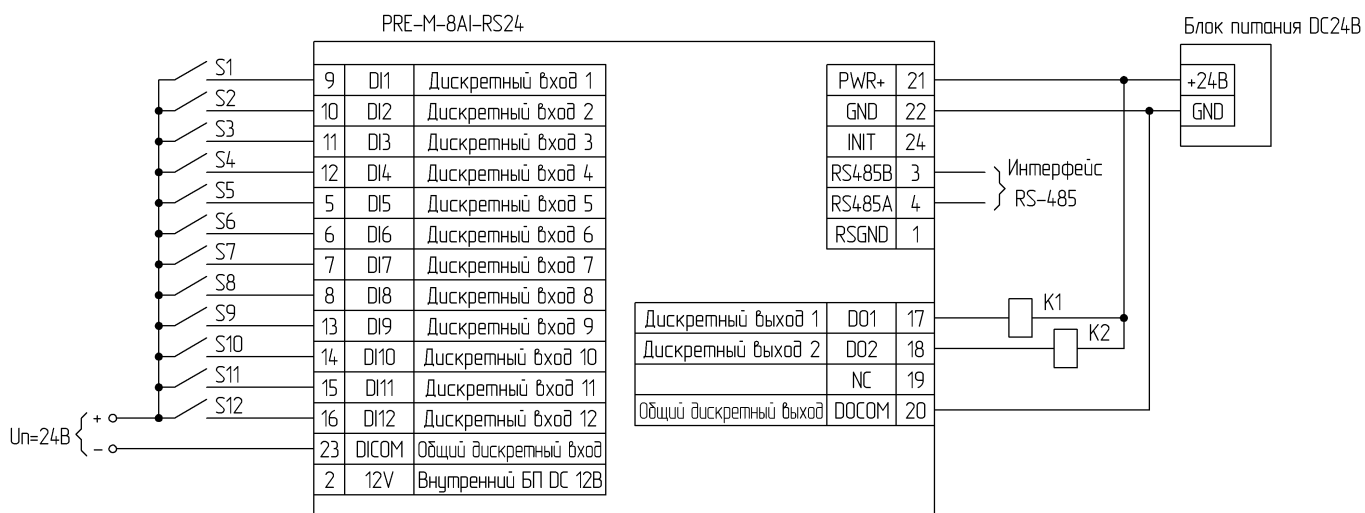 PRE-M-8AI-RS24
Блок питания DC24В
S1
9 DI1 Дискретный вход 1
S2
10 DI2 Дискретный вход 2
S3
11 DI3 Дискретный вход 3
S4
12 DI4 Дискретный вход 4
S5
5 DI5 Дискретный вход 5
S6
6 DI6 Дискретный вход 6
S7
7 DI7 Дискретный вход 7
S8
8 DI8 Дискретный вход 8
S9
13 DI9 Дискретный вход 9
S10
14 DI10 Дискретный вход 10
S11
15 DI11 Дискретный вход 11
S12
16 DI12 Дискретный вход 12
23 DICOM Общий дискретный вход
2 12V Внутренний БП DC 12В
Uп=24В
+
–
PWR+ 21
GND 22
INIT 24
RS485B 3
RS485A 4
RSGND 1
Интерфейс
RS-485
+24В
GND
Дискретный выход 1 DO1 17
K1
Дискретный выход 2 DO2 18
K2
NC 19
Общий дискретный выход DOCOM 20